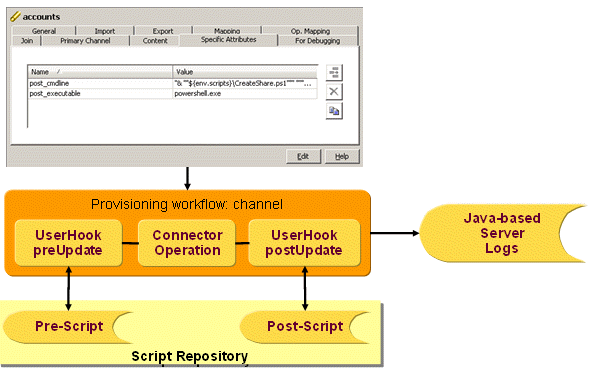 accounts
General Import Export Mapping Op. Mapping
Join Primary Channel Content Specific Attributes For Debugging
Name / Value
post_cmdline "& ""${env.scripts}\CreateShare.ps1"""" """"...
post_executable powershell.exe
Edit Help
Provisioning workflow: channel
UserHook preUpdate
Connector Operation
UserHook postUpdate
Java-based
Server
Logs
Pre-Script
Post-Script
Script Repository